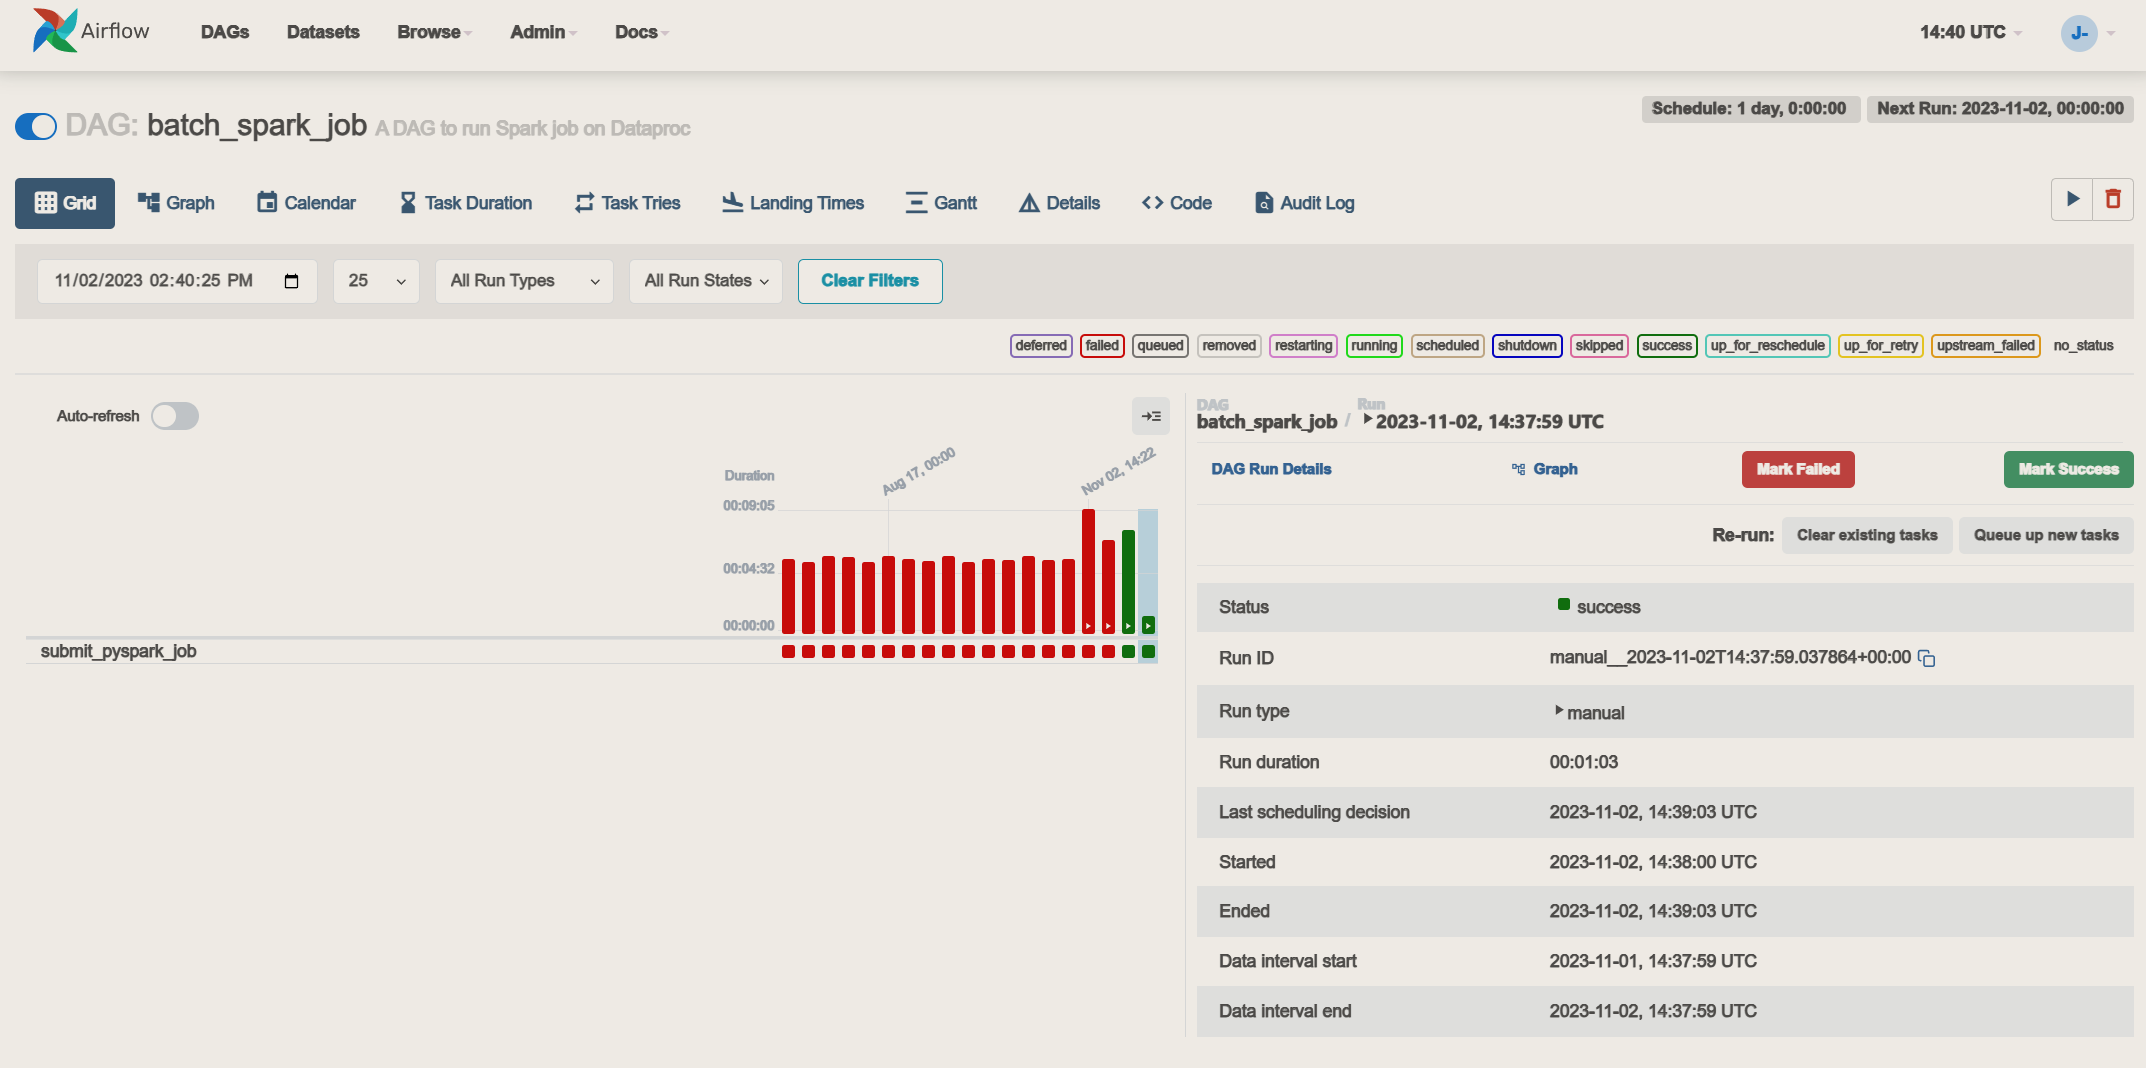 Airflow DAGs Datasets Browse Admin Docs 14:40 UTC J-
Schedule: 1 day, 0:00:00 Next Run: 2023-11-02, 00:00:00
DAG: batch_spark_job A DAG to run Spark job on Dataproc
Grid Graph Calendar Task Duration Task Tries Landing Times Gantt Details Code Audit Log
11/02/2023 02:40:25 PM 25 All Run Types All Run States Clear Filters
deferred failed queued removed restarting running scheduled shutdown skipped success up_for_reschedule up_for_retry upstream_failed no_status
Auto-refresh
Duration
Aug 17, 00:00
Nov 02, 14:22
00:09:05
00:04:32
00:00:00
submit_pyspark_job
DAG Run
batch_spark_job / 2023-11-02, 14:37:59 UTC
DAG Run Details Graph Mark Failed Mark Success
Re-run: Clear existing tasks Queue up new tasks
Status success
Run ID manual__2023-11-02T14:37:59.037864+00:00
Run type manual
Run duration 00:01:03
Last scheduling decision 2023-11-02, 14:39:03 UTC
Started 2023-11-02, 14:38:00 UTC
Ended 2023-11-02, 14:39:03 UTC
Data interval start 2023-11-01, 14:37:59 UTC
Data interval end 2023-11-02, 14:37:59 UTC